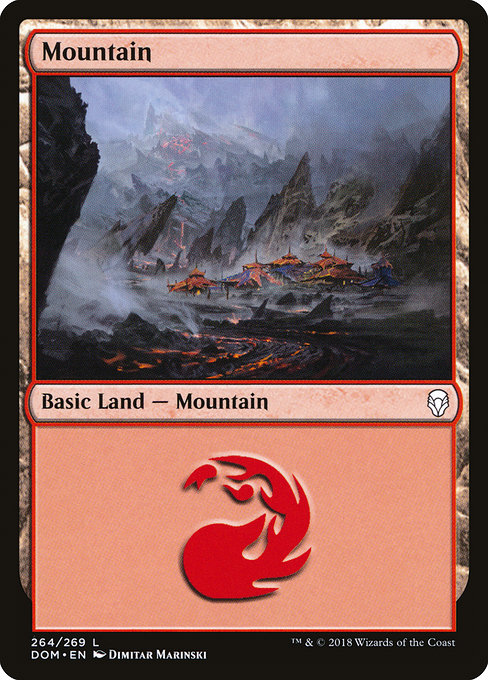 Mountain
Basic Land — Mountain
264/269 L
™ & © 2018 Wizards of the Coast
DOM • EN Dimitar Marinski